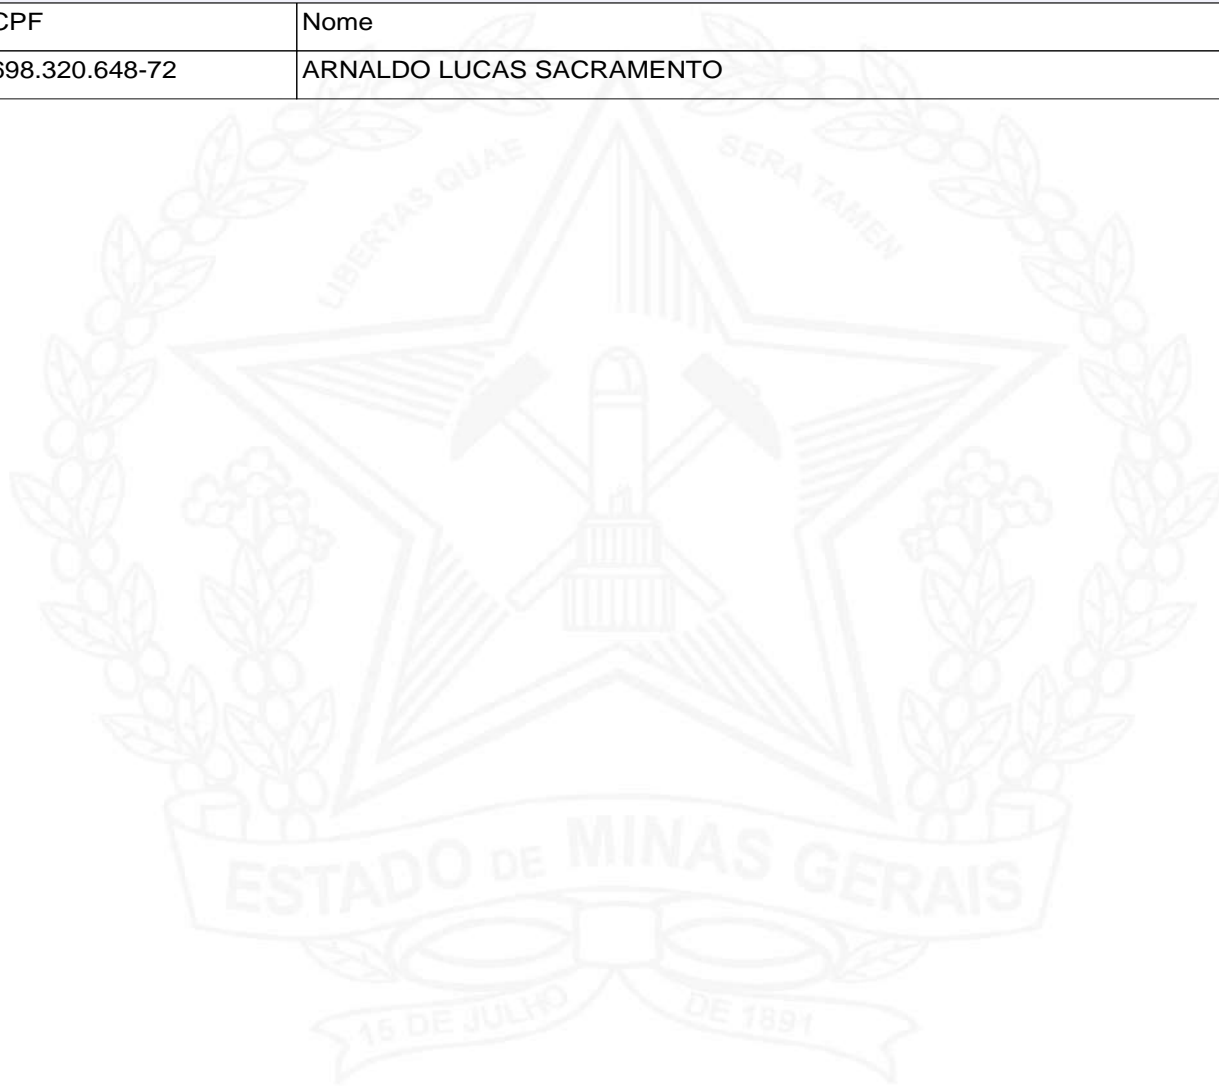 CPF Nome
698.320.648-72 ARNALDO LUCAS SACRAMENTO
LIBERTAS QUAE SERA TAMEN
ESTADO DE MINAS GERAIS
15 DE JULHO DE 1891